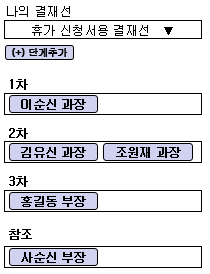 나의 결재선
휴가 신청서용 결재선 ▼
(+) 단계추가
1차
이순신 과장
2차
김유신 과장 조원재 과장
3차
홍길동 부장
참조
사순신 부장